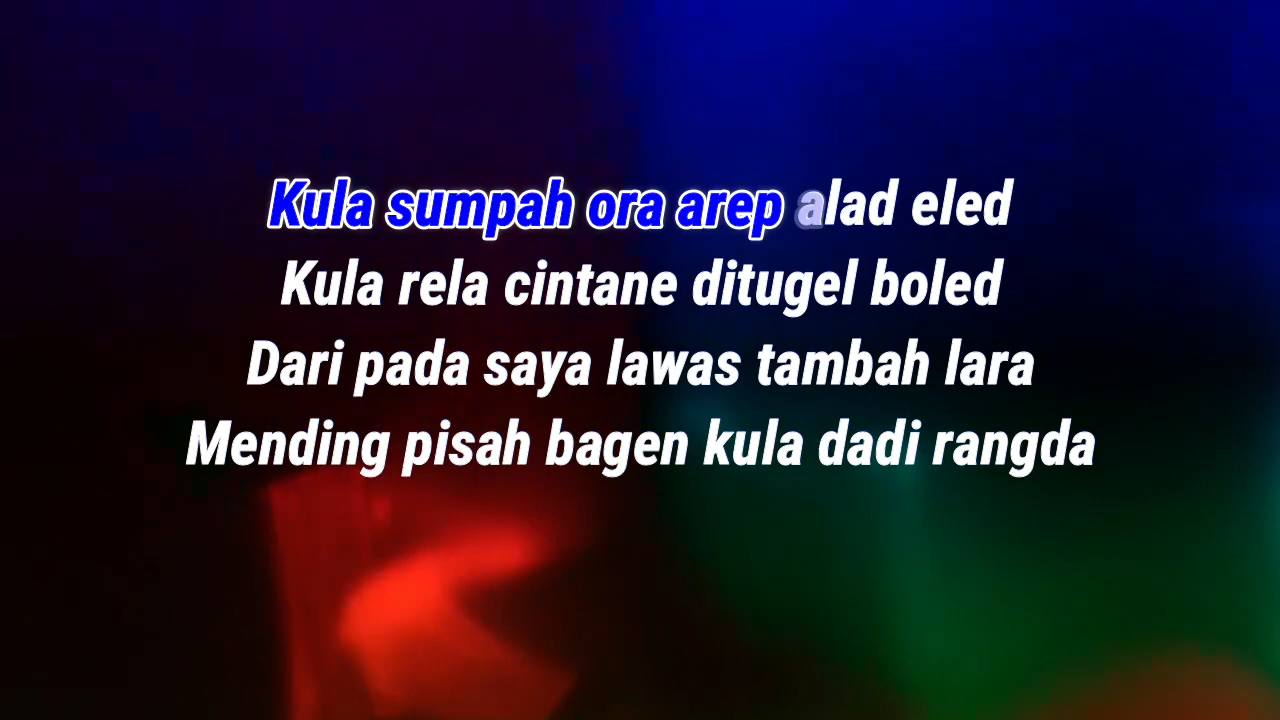 Kula sumpah ora arep alad eled
Kula rela cintane ditugel boled
Dari pada saya lawas tambah lara
Mending pisah bagen kula dadi rangda